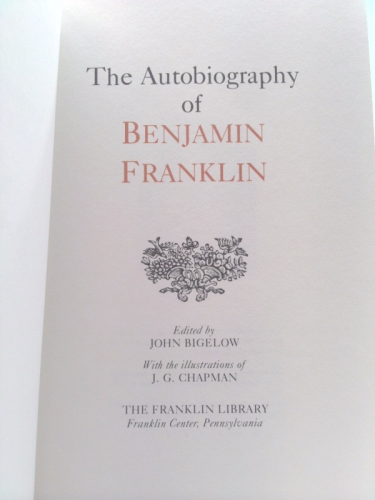 The Autobiography
of
BENJAMIN
FRANKLIN
Edited by
JOHN BIGELOW
With the illustrations of
J. G. CHAPMAN
THE FRANKLIN LIBRARY
Franklin Center, Pennsylvania